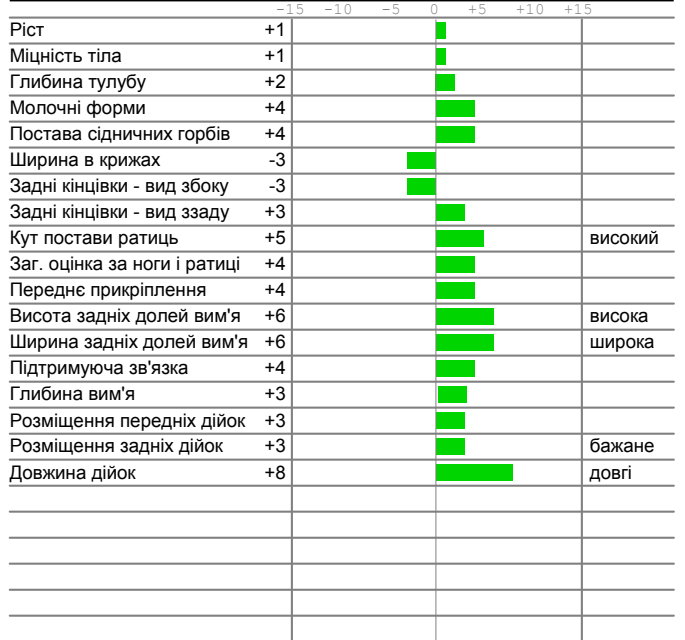 -15 -10 -5 0 +5 +10 +15
Ріст +1
Міцність тіла +1
Глибина тулубу +2
Молочні форми +4
Постава сідничних горбів +4
Ширина в крижах -3
Задні кінцівки - вид збоку -3
Задні кінцівки - вид ззаду +3
Кут постави ратиць +5 високий
Заг. оцінка за ноги і ратиці +4
Переднє прикріплення +4
Висота задніх долей вим'я +6 висока
Ширина задніх долей вим'я +6 широка
Підтримуюча зв'язка +4
Глибина вим'я +3
Розміщення передніх дійок +3
Розміщення задніх дійок +3 бажане
Довжина дійок +8 довгі